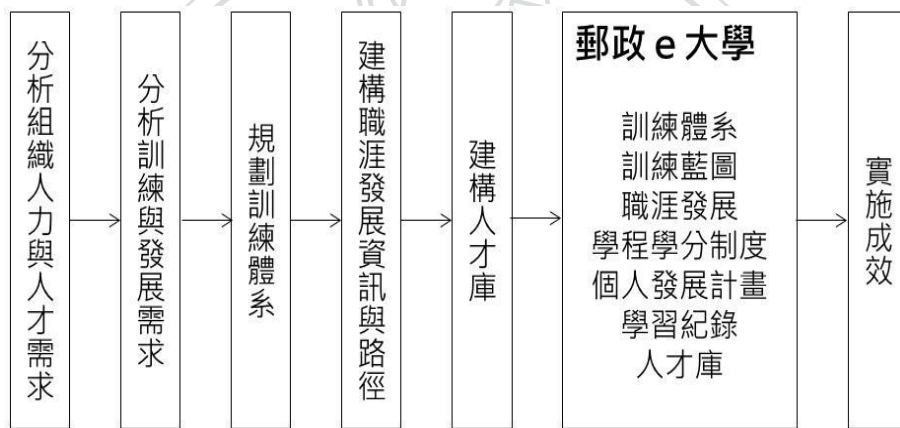 分析組織人力與人才需求
分析訓練與發展需求
規劃訓練體系
建構職涯發展資訊與路徑
建構人才庫
郵政 e 大學
訓練體系
訓練藍圖
職涯發展
學程學分制度
個人發展計畫
學習紀錄
人才庫
實施成效